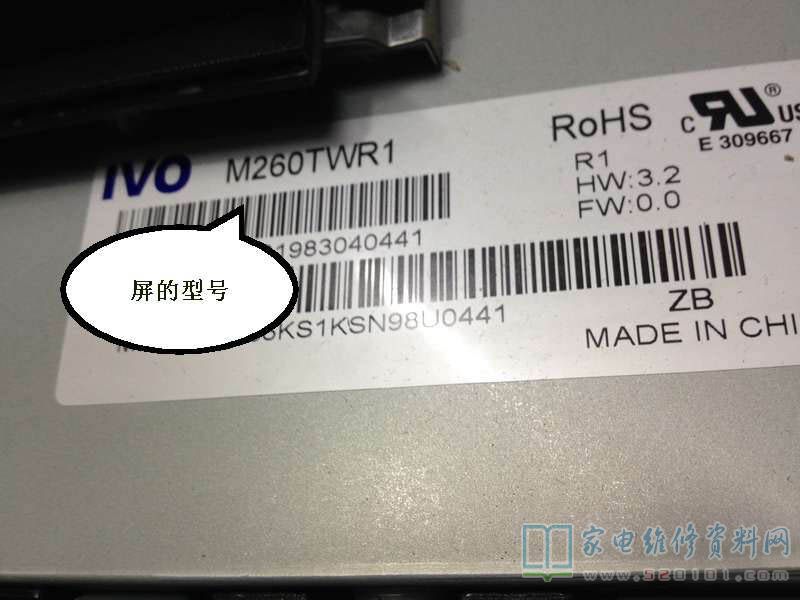 IVO M260TWR1
RoHS
C UR ® US
E 309667
R1
HW:3.2
FW:0.0
1983040441
屏的型号
KS1KSN98U0441
ZB
MADE IN CHI
家电维修资料网
www.520101.com